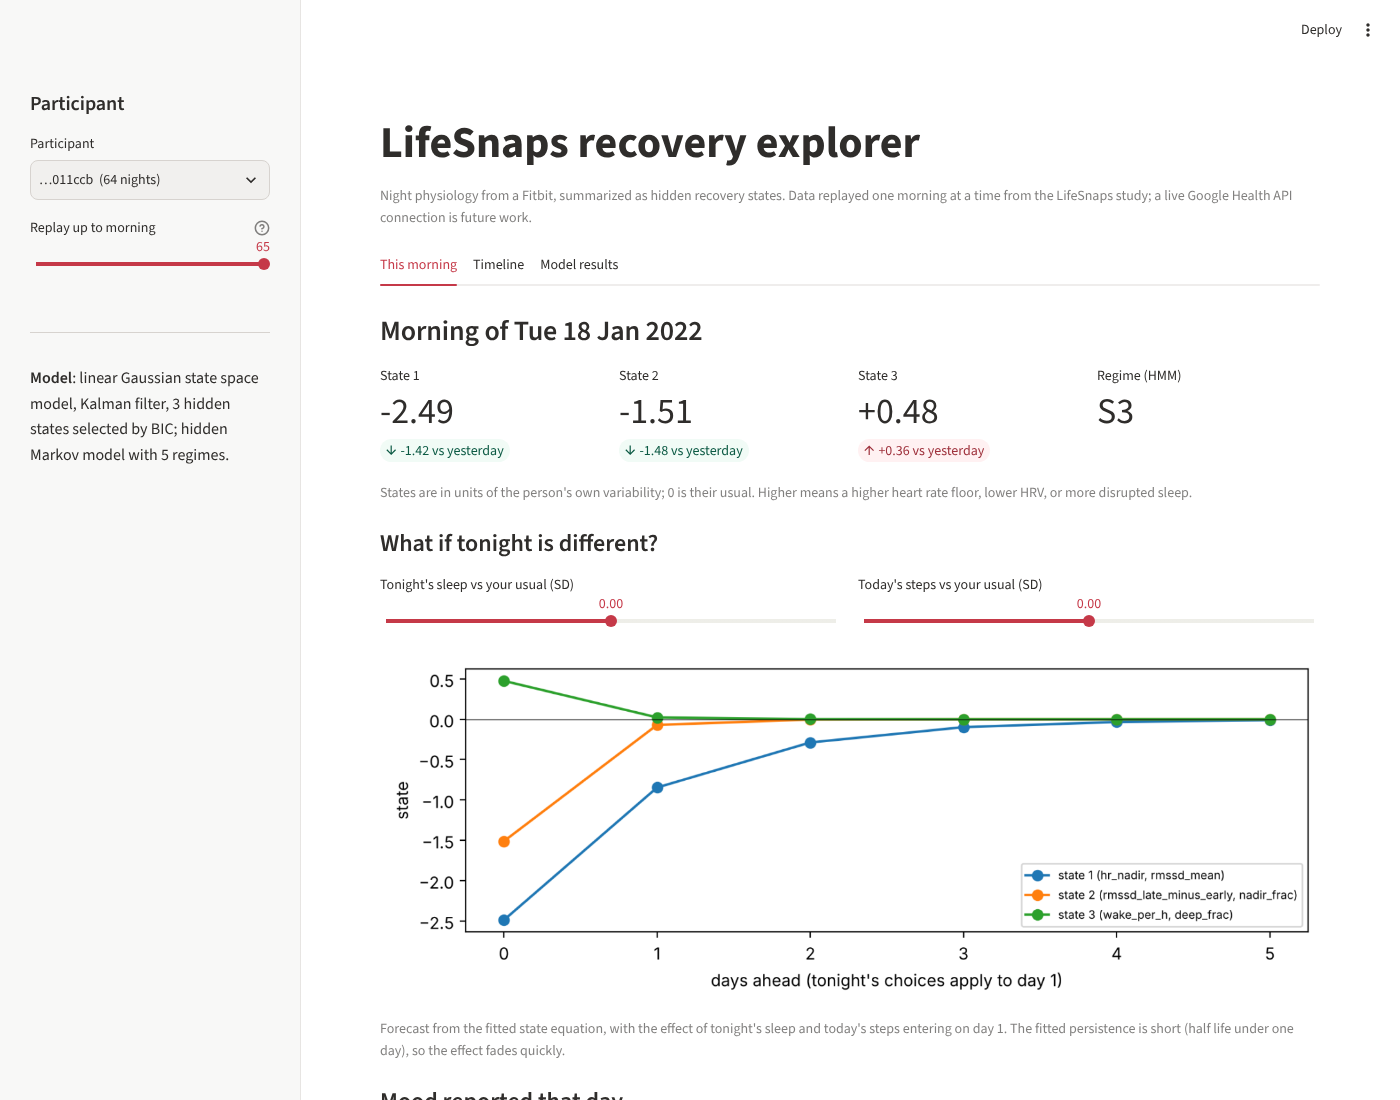 Deploy
Participant
Participant
...011ccb (64 nights)
Replay up to morning
65
Model: linear Gaussian state space
model, Kalman filter, 3 hidden
states selected by BIC; hidden
Markov model with 5 regimes.
LifeSnaps recovery explorer
Night physiology from a Fitbit, summarized as hidden recovery states. Data replayed one morning at a time from the LifeSnaps study; a live Google Health API
connection is future work.
This morning Timeline Model results
Morning of Tue 18 Jan 2022
State 1 State 2 State 3 Regime (HMM)
-2.49 -1.51 +0.48 S3
↓ -1.42 vs yesterday ↓ -1.48 vs yesterday ↑ +0.36 vs yesterday
States are in units of the person's own variability; 0 is their usual. Higher means a higher heart rate floor, lower HRV, or more disrupted sleep.
What if tonight is different?
Tonight's sleep vs your usual (SD) Today's steps vs your usual (SD)
0.00 0.00
0.5
0.0
−0.5
−1.0
−1.5
−2.0
−2.5
state
state 1 (hr_nadir, rmssd_mean)
state 2 (rmssd_late_minus_early, nadir_frac)
state 3 (wake_per_h, deep_frac)
0 1 2 3 4 5
days ahead (tonight's choices apply to day 1)
Forecast from the fitted state equation, with the effect of tonight's sleep and today's steps entering on day 1. The fitted persistence is short (half life under one
day), so the effect fades quickly.
Mood reported that day